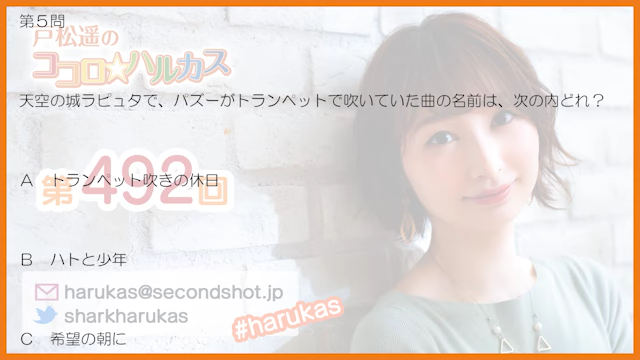 第５問
戸松遥の
ココロ☆ハルカス
天空の城ラピュタで、パズーがトランペットで吹いていた曲の名前は、次の内どれ？
第492回
Ａ　トランペット吹きの休日
Ｂ　ハトと少年
harukas@secondshot.jp
sharkharukas
#harukas
Ｃ　希望の朝に